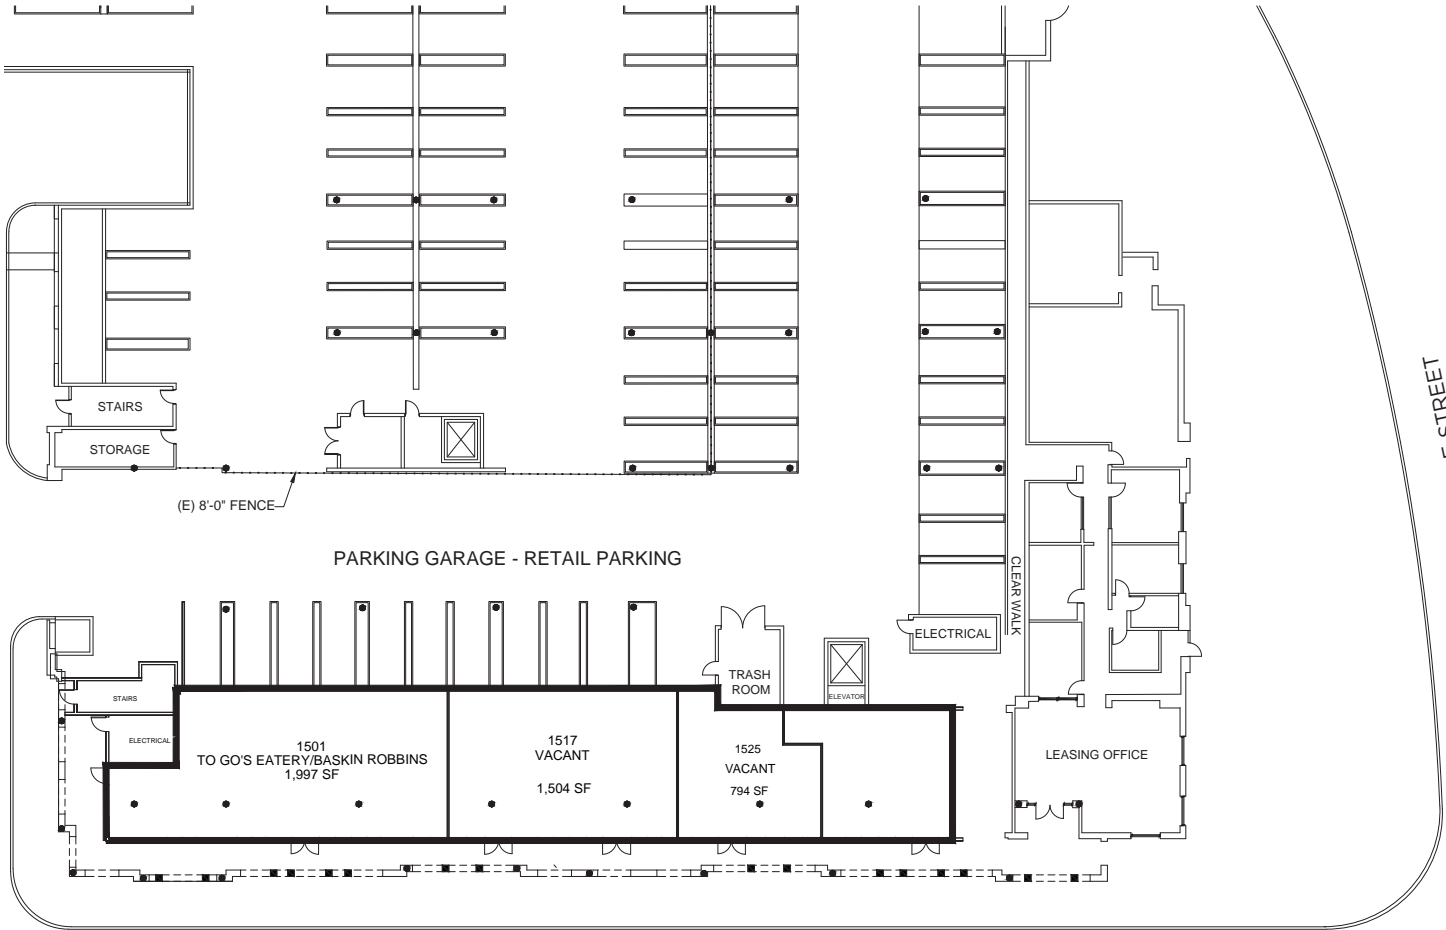 STAIRS
STORAGE
(E) 8'-0" FENCE
STREET
PARKING GARAGE - RETAIL PARKING
CLEAR WALK
ELECTRICAL
TRASH
ROOM
ELEVATOR
STAIRS
ELECTRICAL
1501
TO GO'S EATERY/BASKIN ROBBINS
1,997 SF
1517
VACANT
1,504 SF
1525
VACANT
794 SF
LEASING OFFICE